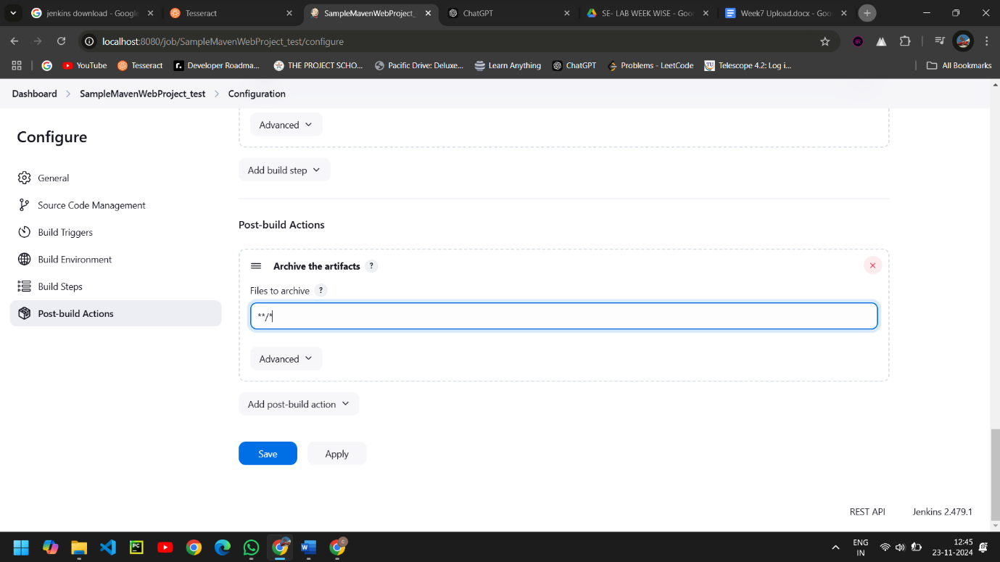 jenkins download - Google
Tesseract
SampleMavenWebProject_
ChatGPT
SE- LAB WEEK WISE - Goo
Week7 Upload.docx - Goo
localhost:8080/job/SampleMavenWebProject_test/configure
YouTube
Tesseract
Developer Roadma...
THE PROJECT SCHO...
Pacific Drive: Deluxe...
Learn Anything
ChatGPT
Problems - LeetCode
Telescope 4.2: Log i...
All Bookmarks
Dashboard
SampleMavenWebProject_test
Configuration
Configure
General
Source Code Management
Build Triggers
Build Environment
Build Steps
Post-build Actions
Advanced
Add build step
Post-build Actions
Archive the artifacts ?
Files to archive ?
**/*
Advanced
Add post-build action
Save
Apply
REST API
Jenkins 2.479.1
ENG
IN
12:45
23-11-2024